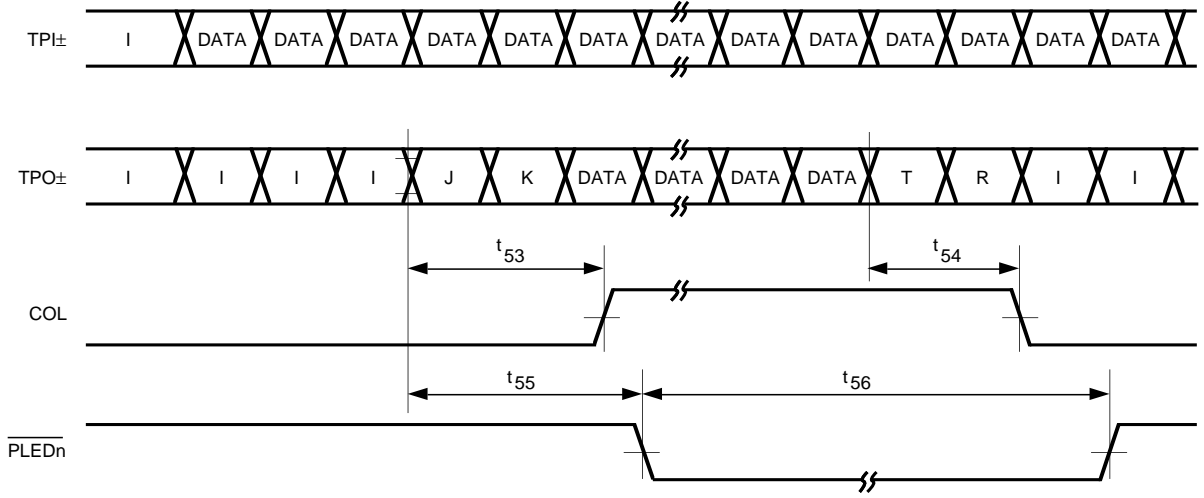 TPI± I DATA DATA DATA DATA DATA DATA DATA DATA DATA DATA DATA DATA DATA
TPO± I I I I J K DATA DATA DATA DATA T R I I
t53 t54
COL
t55 t56
PLEDn